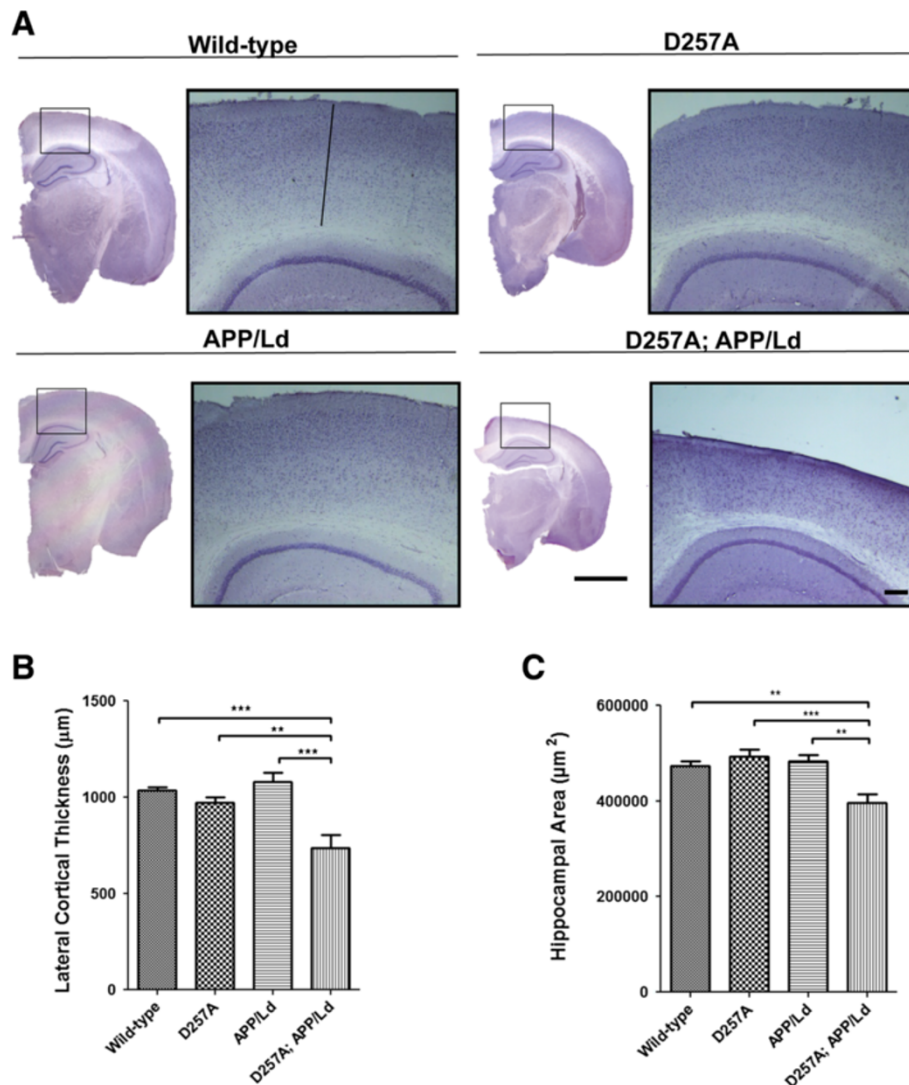 A
Wild-type
D257A
APP/Ld
D257A; APP/Ld
B
Lateral Cortical Thickness (µm)
1500
1000
500
0
***
**
***
Wild-type
D257A
APP/Ld
D257A; APP/Ld
C
Hippocampal Area (µm ²)
600000
400000
200000
0
**
***
**
Wild-type
D257A
APP/Ld
D257A; APP/Ld